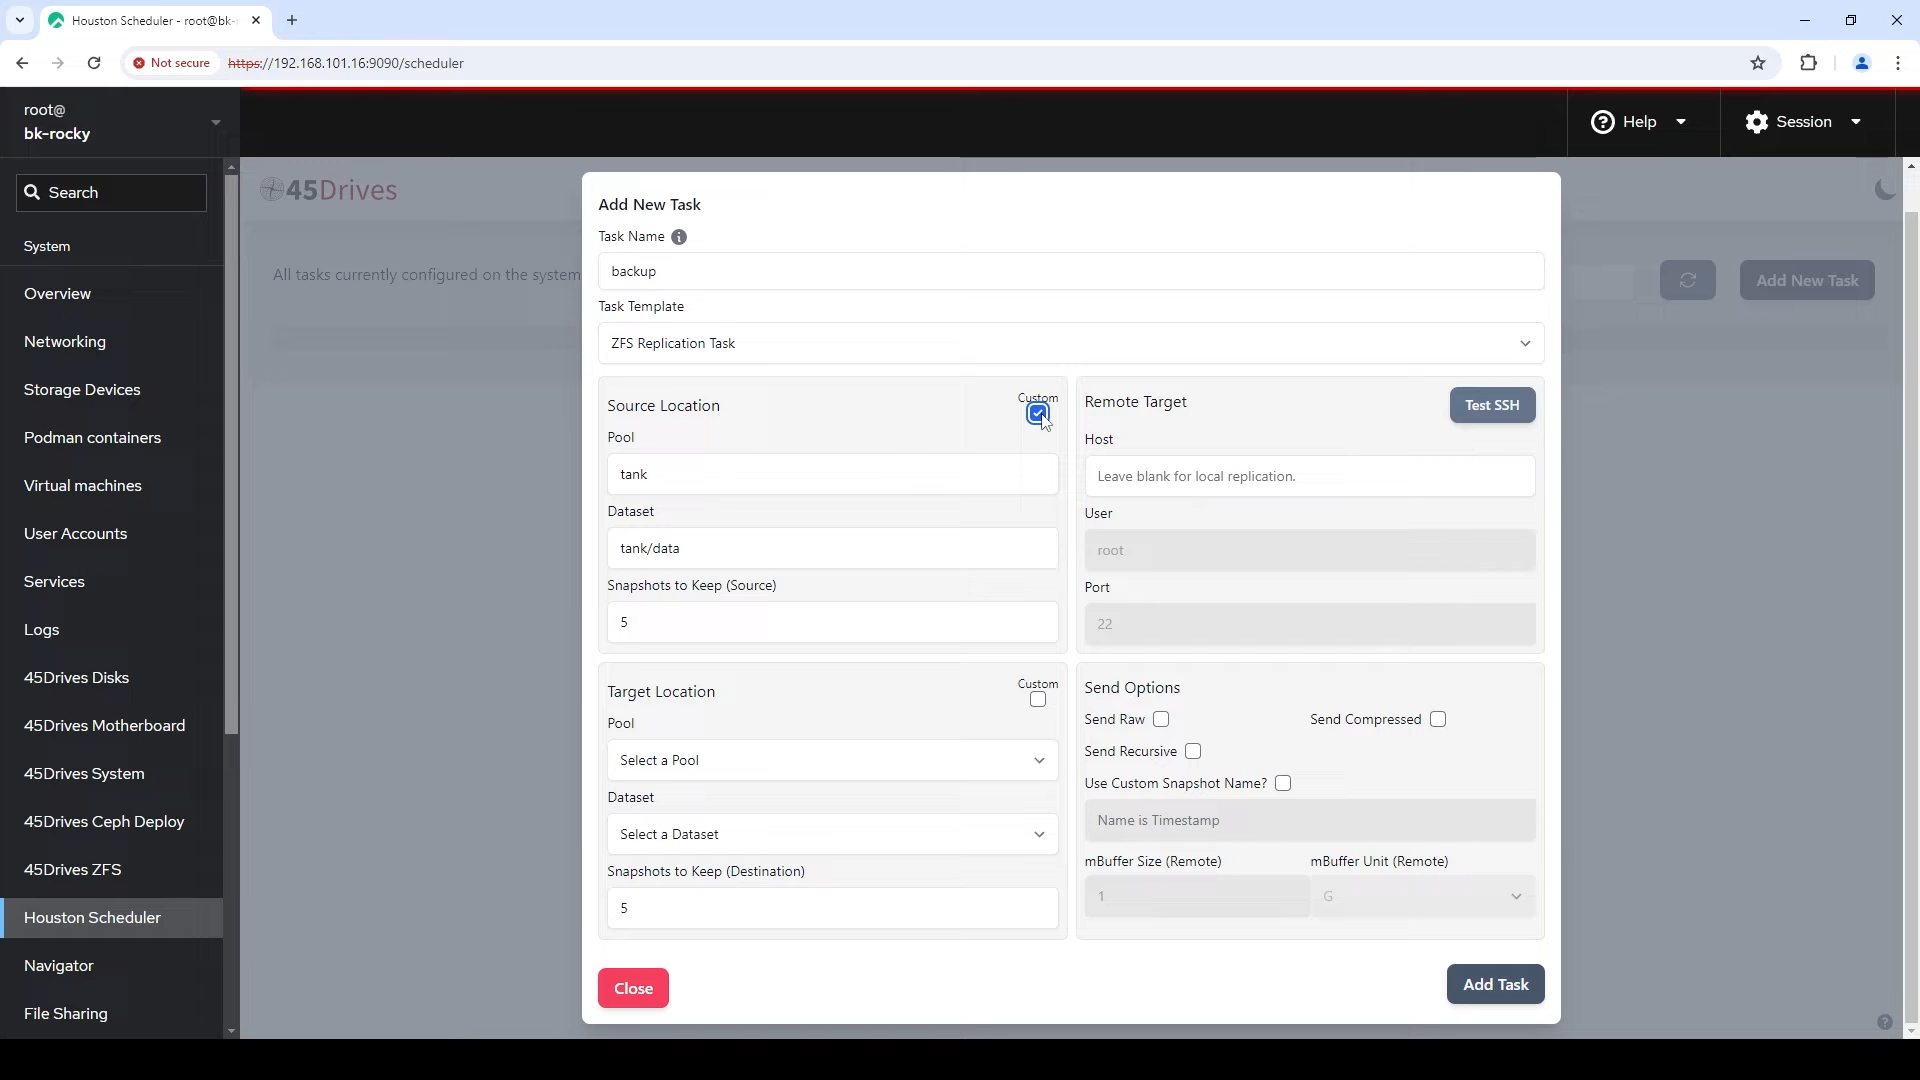 Houston Scheduler - root@bk-
Not secure
https://192.168.101.16:9090/scheduler
root@
bk-rocky
Help
Session
Search
System
Overview
Networking
Storage Devices
Podman containers
Virtual machines
User Accounts
Services
Logs
45Drives Disks
45Drives Motherboard
45Drives System
45Drives Ceph Deploy
45Drives ZFS
Houston Scheduler
Navigator
File Sharing
45Drives
All tasks currently configured on the system
Add New Task
Add New Task
Task Name
backup
Task Template
ZFS Replication Task
Source Location
Custom
Pool
tank
Dataset
tank/data
Snapshots to Keep (Source)
5
Remote Target
Test SSH
Host
Leave blank for local replication.
User
root
Port
22
Target Location
Custom
Pool
Select a Pool
Dataset
Select a Dataset
Snapshots to Keep (Destination)
5
Send Options
Send Raw
Send Compressed
Send Recursive
Use Custom Snapshot Name?
Name is Timestamp
mBuffer Size (Remote)
mBuffer Unit (Remote)
1
G
Close
Add Task